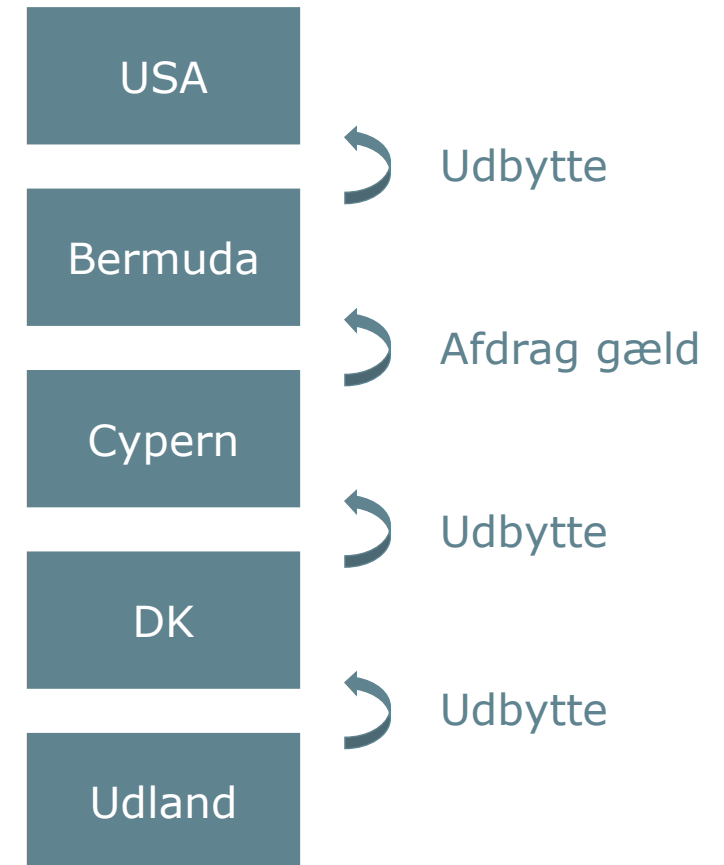 USA
Udbytte
Bermuda
Afdrag gæld
Cypern
Udbytte
DK
Udbytte
Udland